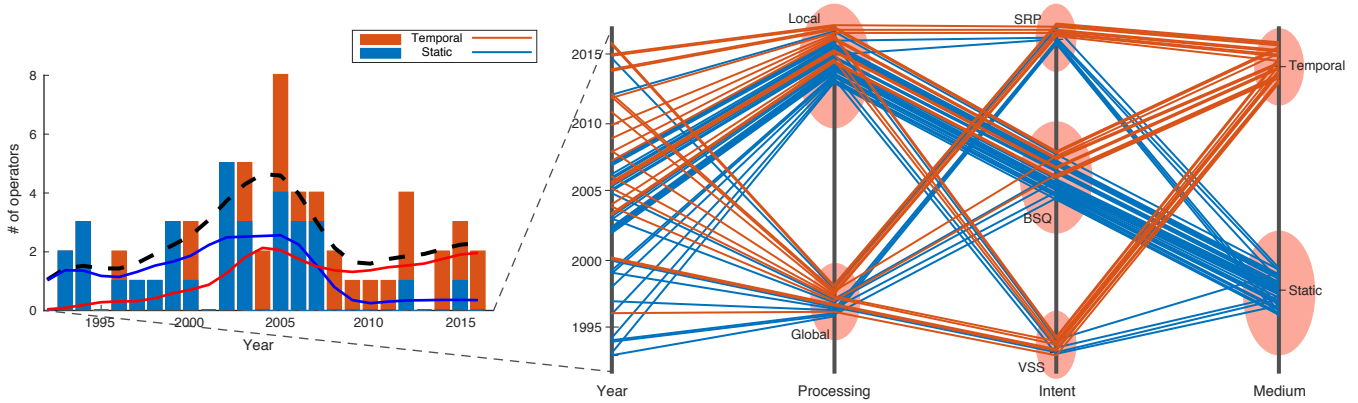 Temporal
Static
# of operators
8
6
4
2
0
1995
2000
2005
2010
2015
Year
2015
2010
2005
2000
1995
Year
Local
Global
Processing
SRP
BSQ
VSS
Intent
Temporal
Static
Medium